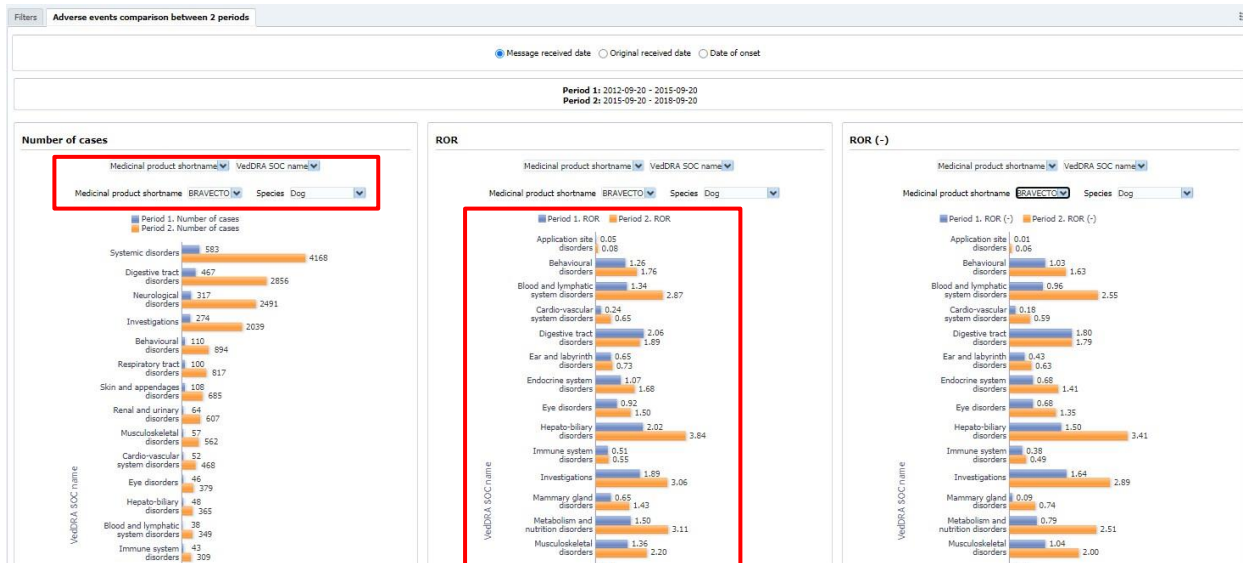 Filters Adverse events comparison between 2 periods
Message received date Original received date Date of onset
Period 1: 2012-09-20 - 2015-09-20
Period 2: 2015-09-20 - 2018-09-20
Number of cases
Medicinal product shortname VedDRA SOC name
Medicinal product shortname BRAVECTO Species Dog
Period 1. Number of cases
Period 2. Number of cases
Systemic disorders 583
4168
Digestive tract 467
disorders 2856
Neurological 317
disorders 2491
Investigations 274
2039
Behavioural 110
disorders 894
Respiratory tract 100
disorders 817
Skin and appendages 108
disorders 685
Renal and urinary 64
disorders 607
Musculoskeletal 57
disorders 562
Cardio-vascular 52
system disorders 468
Eye disorders 46
379
Hepato-biliary 48
disorders 365
Blood and lymphatic 38
system disorders 349
Immune system 43
disorders 309
VedDRA SOC name
ROR
Medicinal product shortname VedDRA SOC name
Medicinal product shortname BRAVECTO Species Dog
Period 1. ROR Period 2. ROR
Application site 0.05
disorders 0.08
Behavioural 1.26
disorders 1.76
Blood and lymphatic 1.34
system disorders 2.87
Cardio-vascular 0.24
system disorders 0.65
Digestive tract 2.06
disorders 1.89
Ear and labyrinth 0.65
disorders 0.73
Endocrine system 1.07
disorders 1.68
Eye disorders 0.92
1.50
Hepato-biliary 2.02
disorders 3.84
Immune system 0.51
disorders 0.55
Investigations 1.89
3.06
Mammary gland 0.65
disorders 1.43
Metabolism and 1.50
nutrition disorders 3.11
Musculoskeletal 1.36
disorders 2.20
VedDRA SOC name
ROR (-)
Medicinal product shortname VedDRA SOC name
Medicinal product shortname BRAVECTO Species Dog
Period 1. ROR (-) Period 2. ROR (-)
Application site 0.01
disorders 0.06
Behavioural 1.03
disorders 1.63
Blood and lymphatic 0.96
system disorders 2.55
Cardio-vascular 0.18
system disorders 0.59
Digestive tract 1.80
disorders 1.79
Ear and labyrinth 0.43
disorders 0.63
Endocrine system 0.68
disorders 1.41
Eye disorders 0.68
1.35
Hepato-biliary 1.50
disorders 3.41
Immune system 0.38
disorders 0.49
Investigations 1.64
2.89
Mammary gland 0.09
disorders 0.74
Metabolism and 0.79
nutrition disorders 2.51
Musculoskeletal 1.04
disorders 2.00
VedDRA SOC name